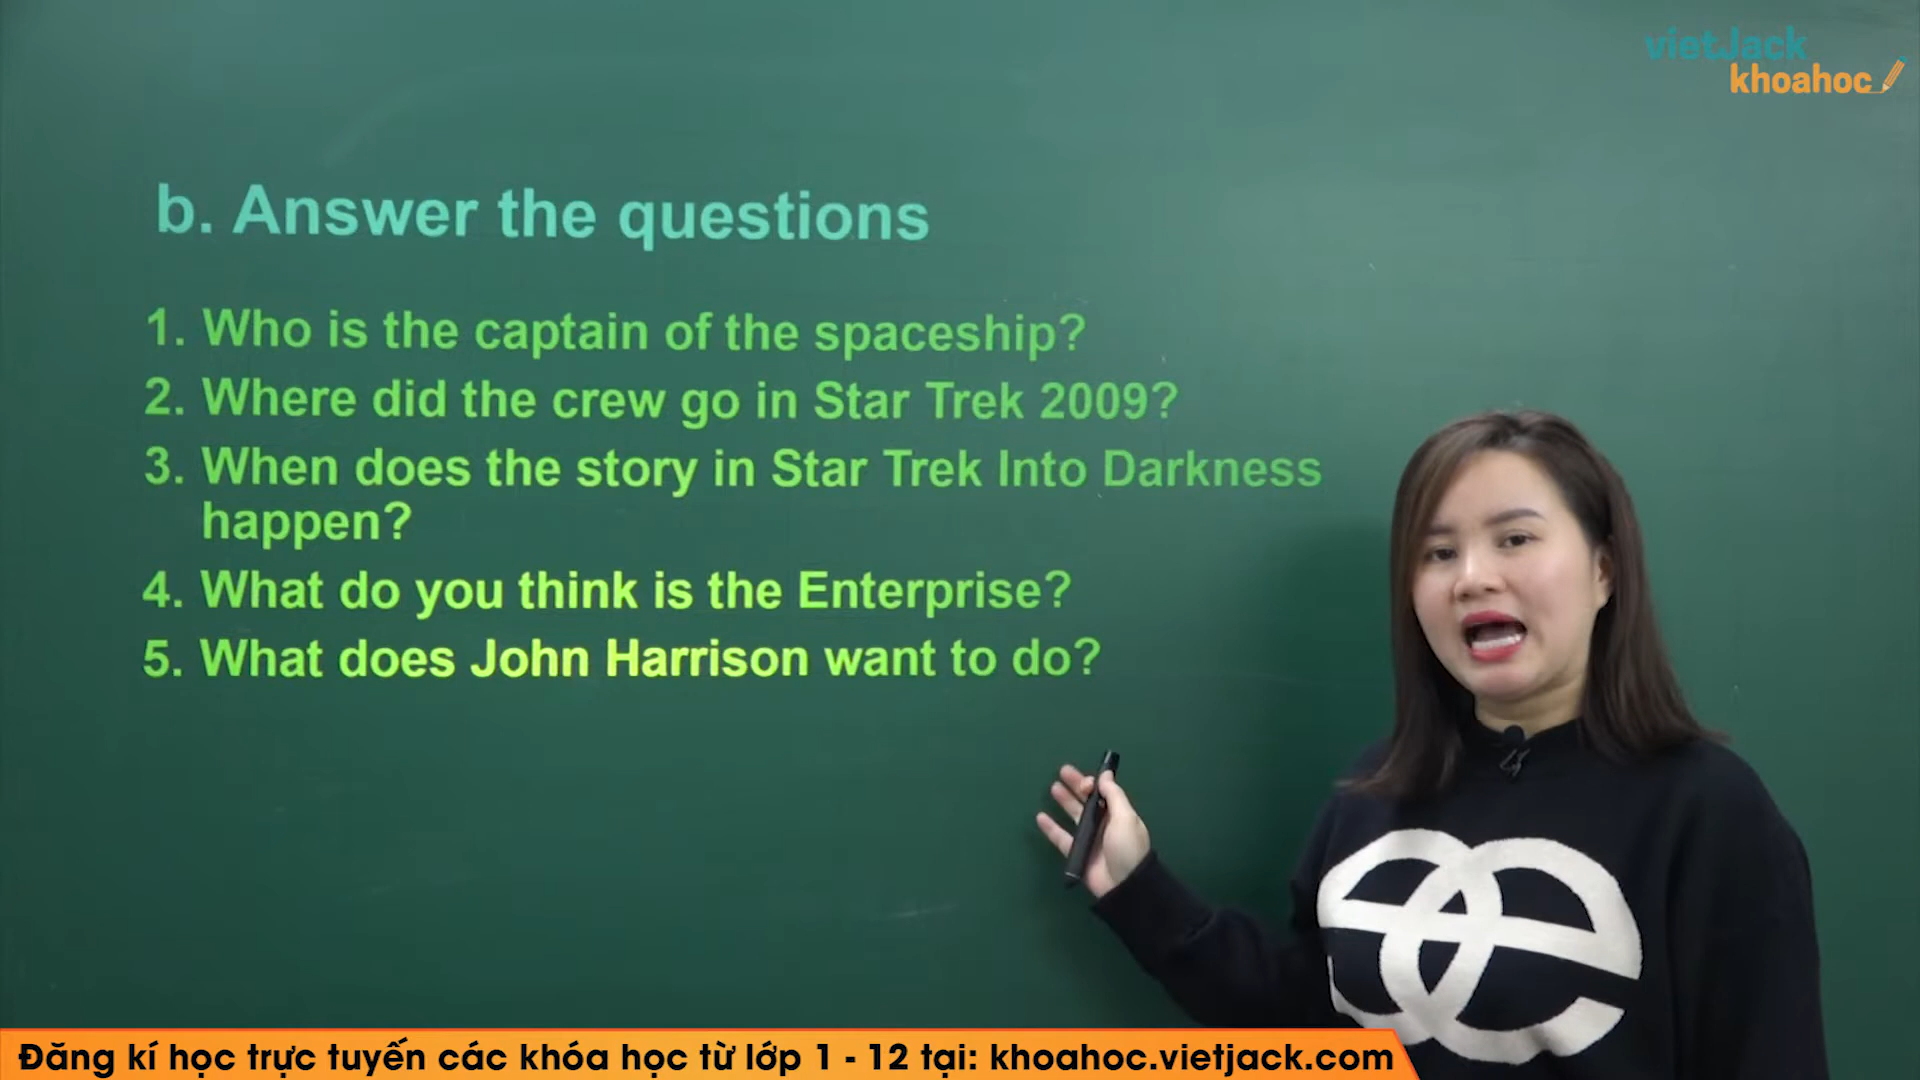 vietJack
khoahoc
b. Answer the questions
1. Who is the captain of the spaceship?
2. Where did the crew go in Star Trek 2009?
3. When does the story in Star Trek Into Darkness
happen?
4. What do you think is the Enterprise?
5. What does John Harrison want to do?
Đăng kí học trực tuyến các khóa học từ lớp 1 - 12 tại: khoahoc.vietjack.com